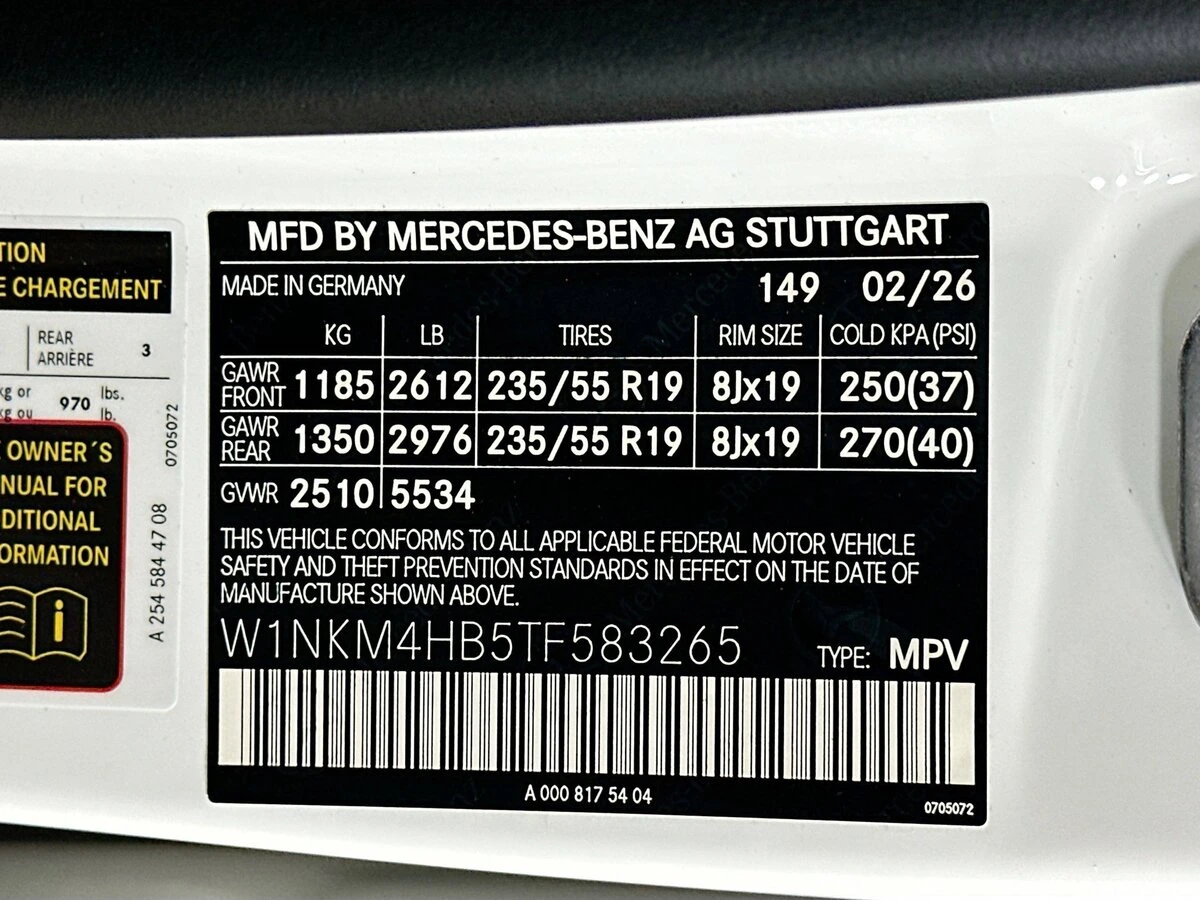 TION
E CHARGEMENT
REAR
ARRIÈRE 3
kg or 970 lbs.
kg ou lb.
E OWNER´S
NUAL FOR
DITIONAL
ORMATION
i
A 254 584 47 08
0705072
MFD BY MERCEDES-BENZ AG STUTTGART
MADE IN GERMANY 149 02/26
KG LB TIRES RIM SIZE COLD KPA(PSI)
GAWR FRONT 1185 2612 235/55 R19 8Jx19 250(37)
GAWR REAR 1350 2976 235/55 R19 8Jx19 270(40)
GVWR 2510 5534
THIS VEHICLE CONFORMS TO ALL APPLICABLE FEDERAL MOTOR VEHICLE
SAFETY AND THEFT PREVENTION STANDARDS IN EFFECT ON THE DATE OF
MANUFACTURE SHOWN ABOVE.
W1NKM4HB5TF583265 TYPE: MPV
A 000 817 54 04
0705072